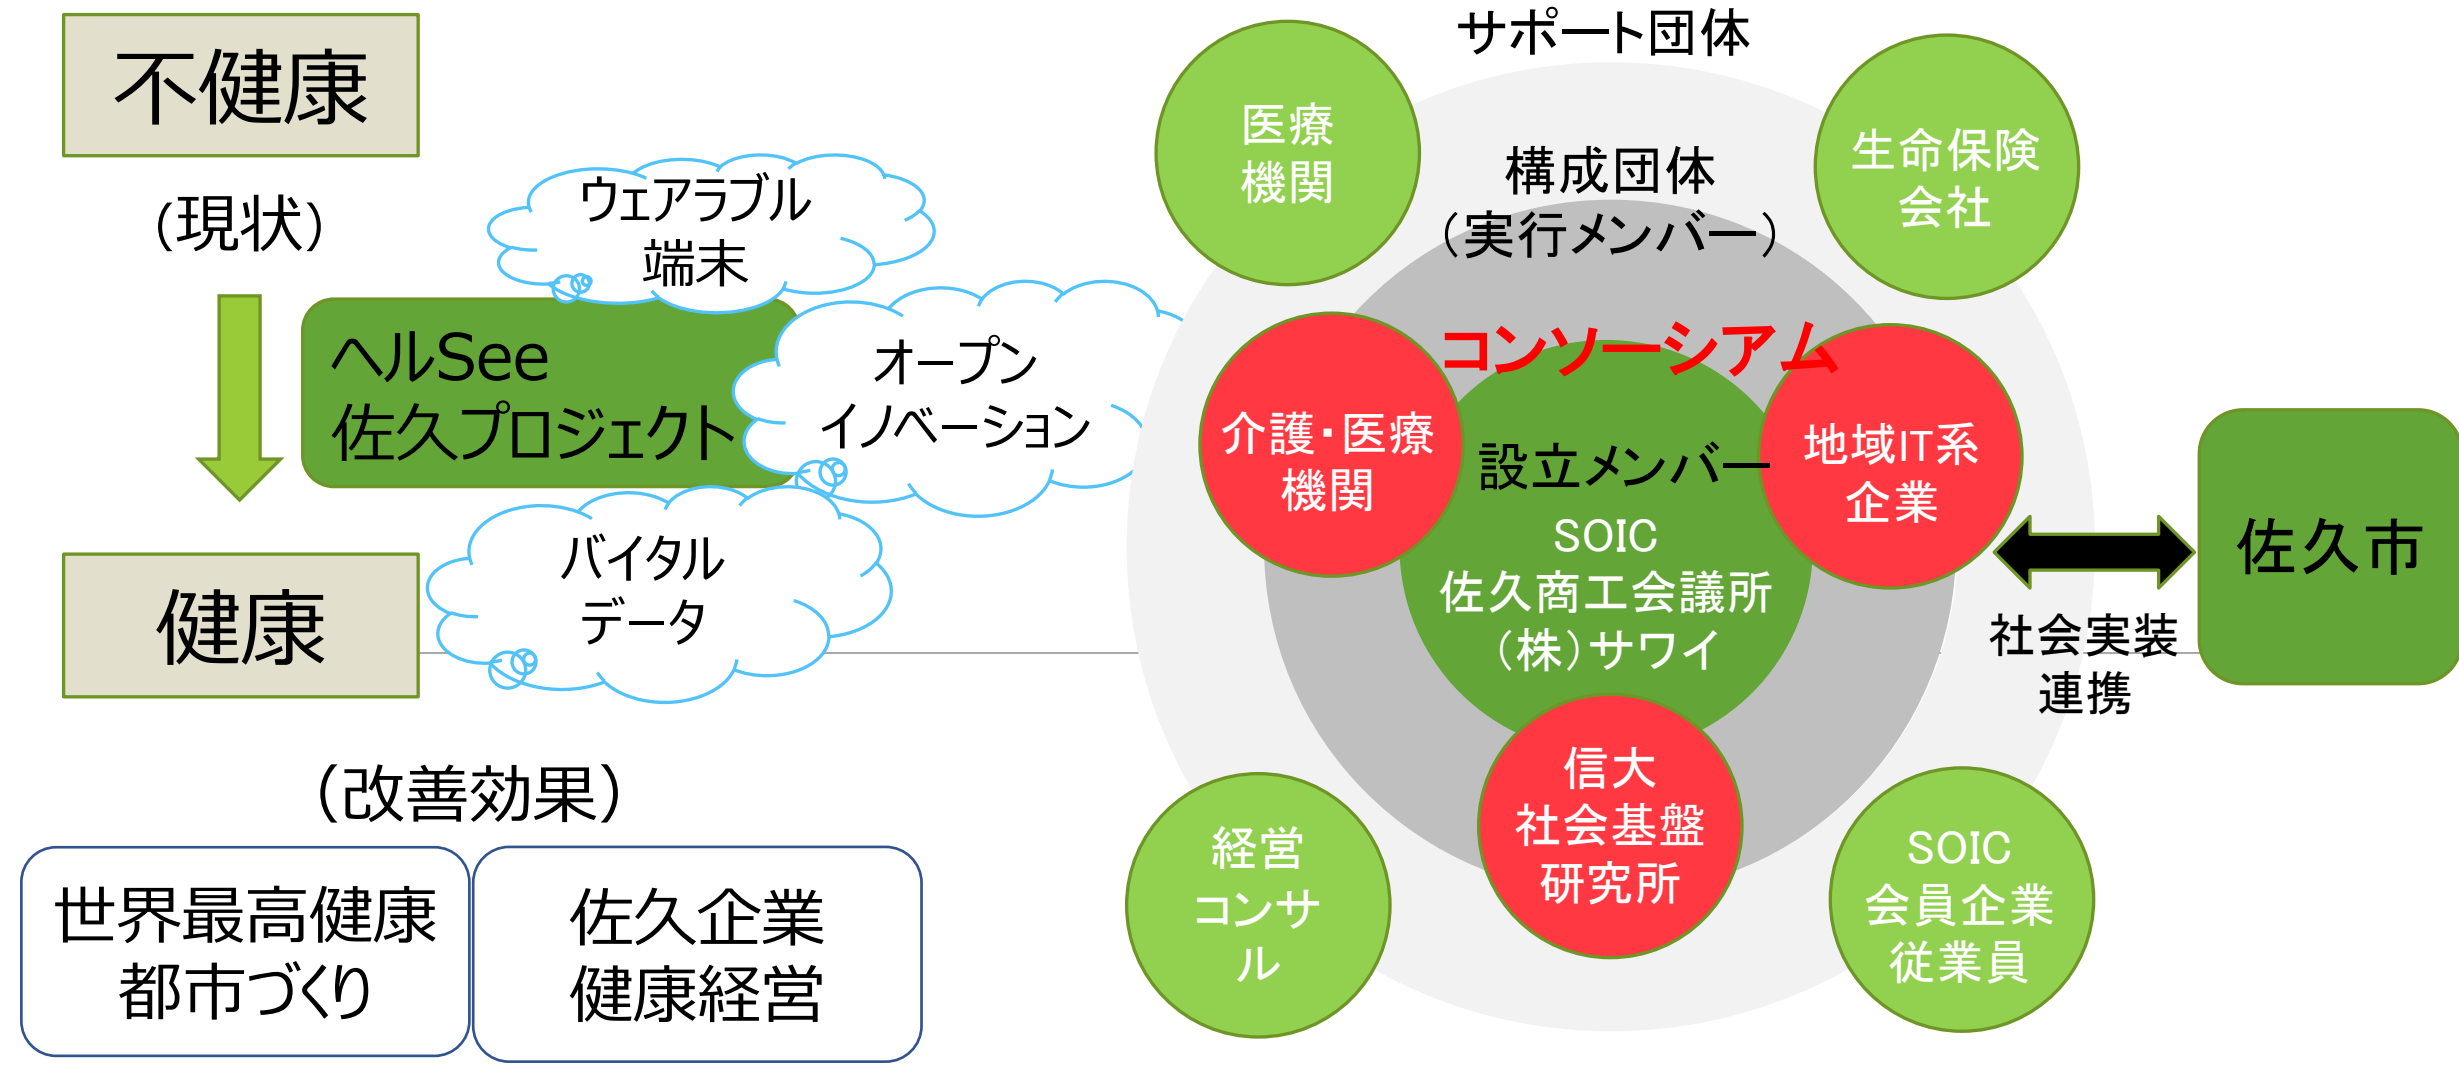 不健康
（現状）
ウェアラブル
端末
ヘルSee
佐久プロジェクト
オープン
イノベーション
バイタル
データ
健康
（改善効果）
世界最高健康
都市づくり
佐久企業
健康経営
サポート団体
医療
機関
生命保険
会社
構成団体
（実行メンバー）
コンソーシアム
介護・医療
機関
地域IT系
企業
設立メンバー
SOIC
佐久商工会議所
（株）サワイ
信大
社会基盤
研究所
経営
コンサ
ル
SOIC
会員企業
従業員
佐久市
社会実装
連携